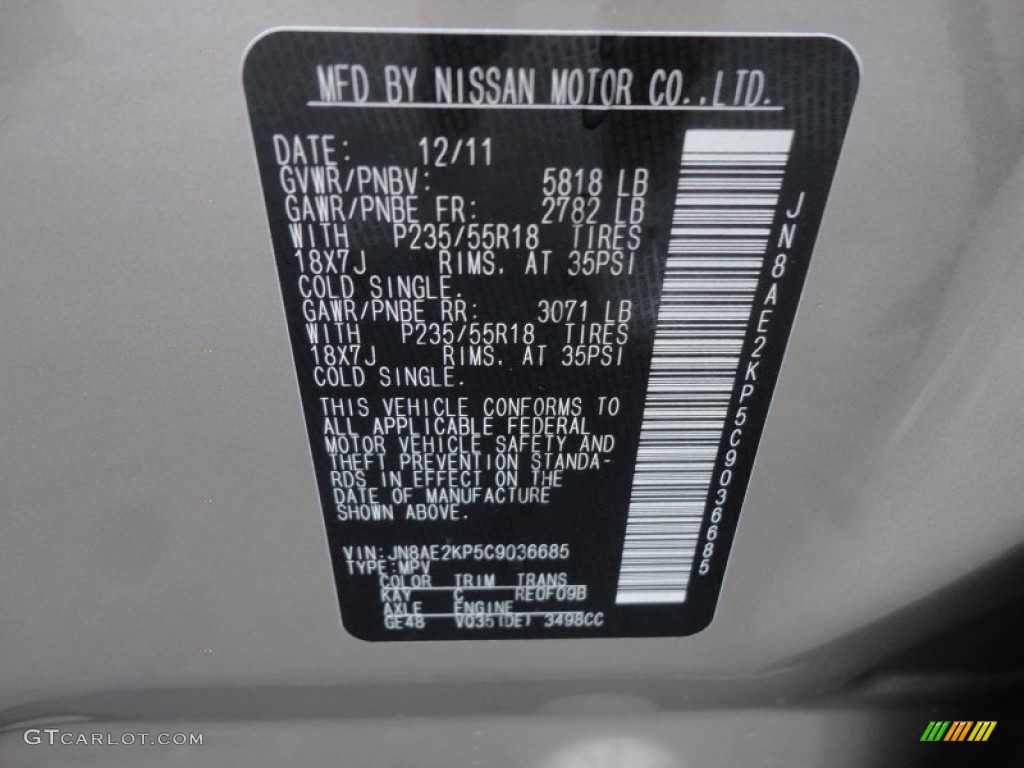 MFD BY NISSAN MOTOR CO.,LTD.
DATE: 12/11
GVWR/PNBV: 5818 LB
GAWR/PNBE FR: 2782 LB
WITH P235/55R18 TIRES
18X7J RIMS. AT 35PSI
COLD SINGLE.
GAWR/PNBE RR: 3071 LB
WITH P235/55R18 TIRES
18X7J RIMS. AT 35PSI
COLD SINGLE.
THIS VEHICLE CONFORMS TO
ALL APPLICABLE FEDERAL
MOTOR VEHICLE SAFETY AND
THEFT PREVENTION STANDA-
RDS IN EFFECT ON THE
DATE OF MANUFACTURE
SHOWN ABOVE.
VIN:JN8AE2KP5C9036685
TYPE:MPV
COLOR TRIM TRANS
KAY C RE0F09B
AXLE ENGINE
GE48 VQ35(DE) 3498CC
JN8AE2KP5C9036685
GTCARLOT.COM